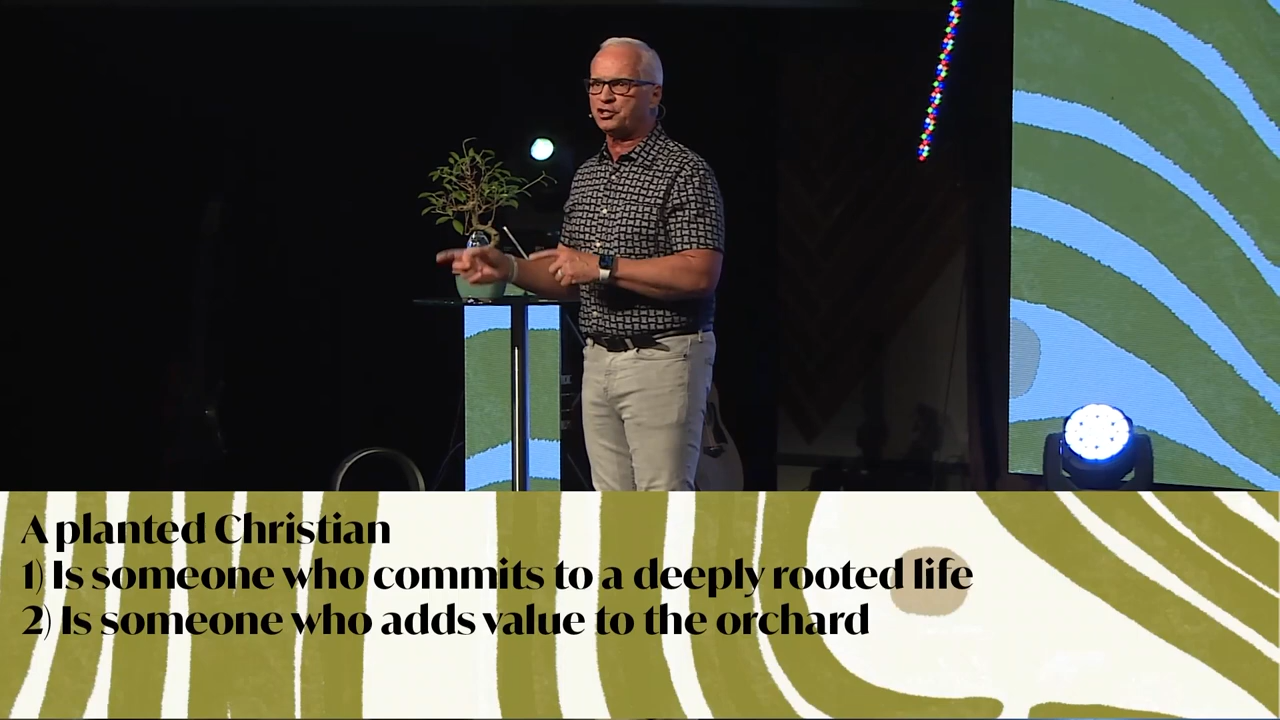 A planted Christian
1) Is someone who commits to a deeply rooted life
2) Is someone who adds value to the orchard